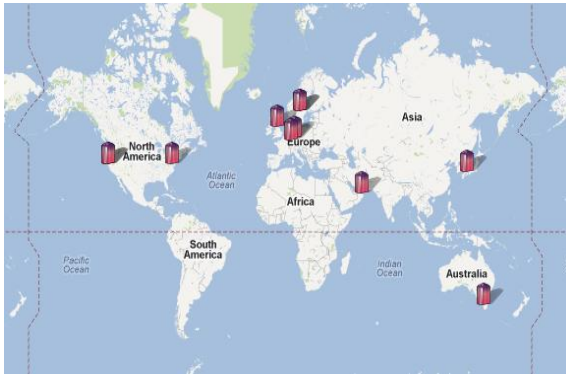 Asia
North
America
Europe
Atlantic
Ocean
Africa
South
America
Pacific
Ocean
Indian
Ocean
Australia